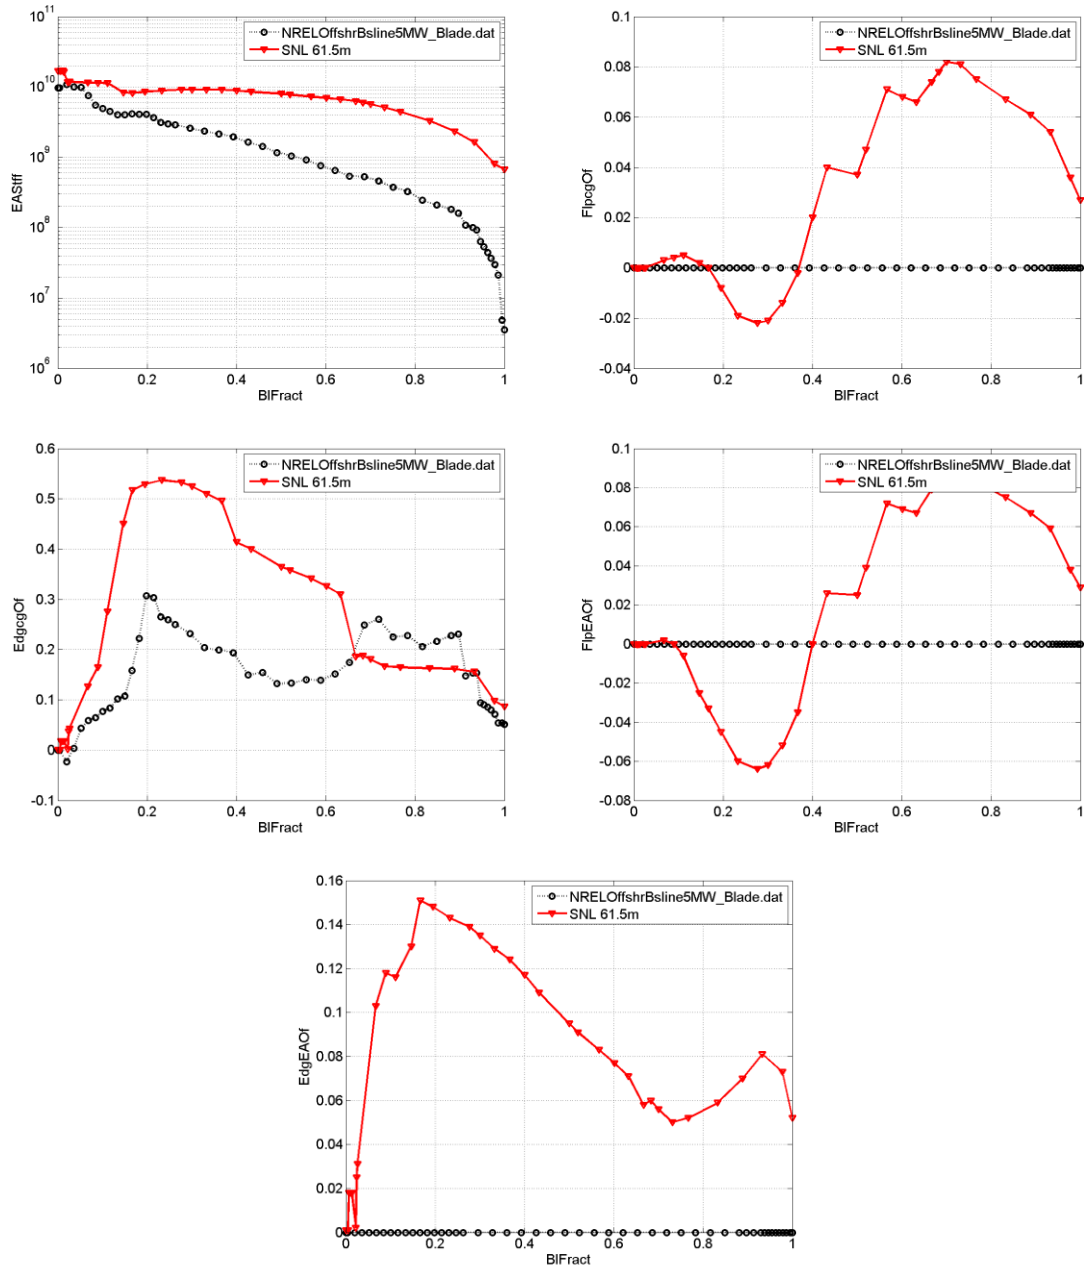 10^11
10^10
10^9
10^8
10^7
10^6
EAStff
NRELOffshrBsline5MW_Blade.dat
SNL 61.5m
0 0.2 0.4 0.6 0.8 1
BlFract
0.1
0.08
0.06
0.04
0.02
0
-0.02
-0.04
FlpcgOf
NRELOffshrBsline5MW_Blade.dat
SNL 61.5m
0 0.2 0.4 0.6 0.8 1
BlFract
0.6
0.5
0.4
0.3
0.2
0.1
0
-0.1
EdgcgOf
NRELOffshrBsline5MW_Blade.dat
SNL 61.5m
0 0.2 0.4 0.6 0.8 1
BlFract
0.1
0.08
0.06
0.04
0.02
0
-0.02
-0.04
-0.06
-0.08
FlpEAOf
NRELOffshrBsline5MW_Blade.dat
SNL 61.5m
0 0.2 0.4 0.6 0.8 1
BlFract
0.16
0.14
0.12
0.1
0.08
0.06
0.04
0.02
0
EdgEAOf
NRELOffshrBsline5MW_Blade.dat
SNL 61.5m
0 0.2 0.4 0.6 0.8 1
BlFract